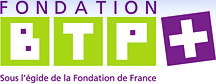 FONDATION
BTP+
Sous l'égide de la Fondation de France